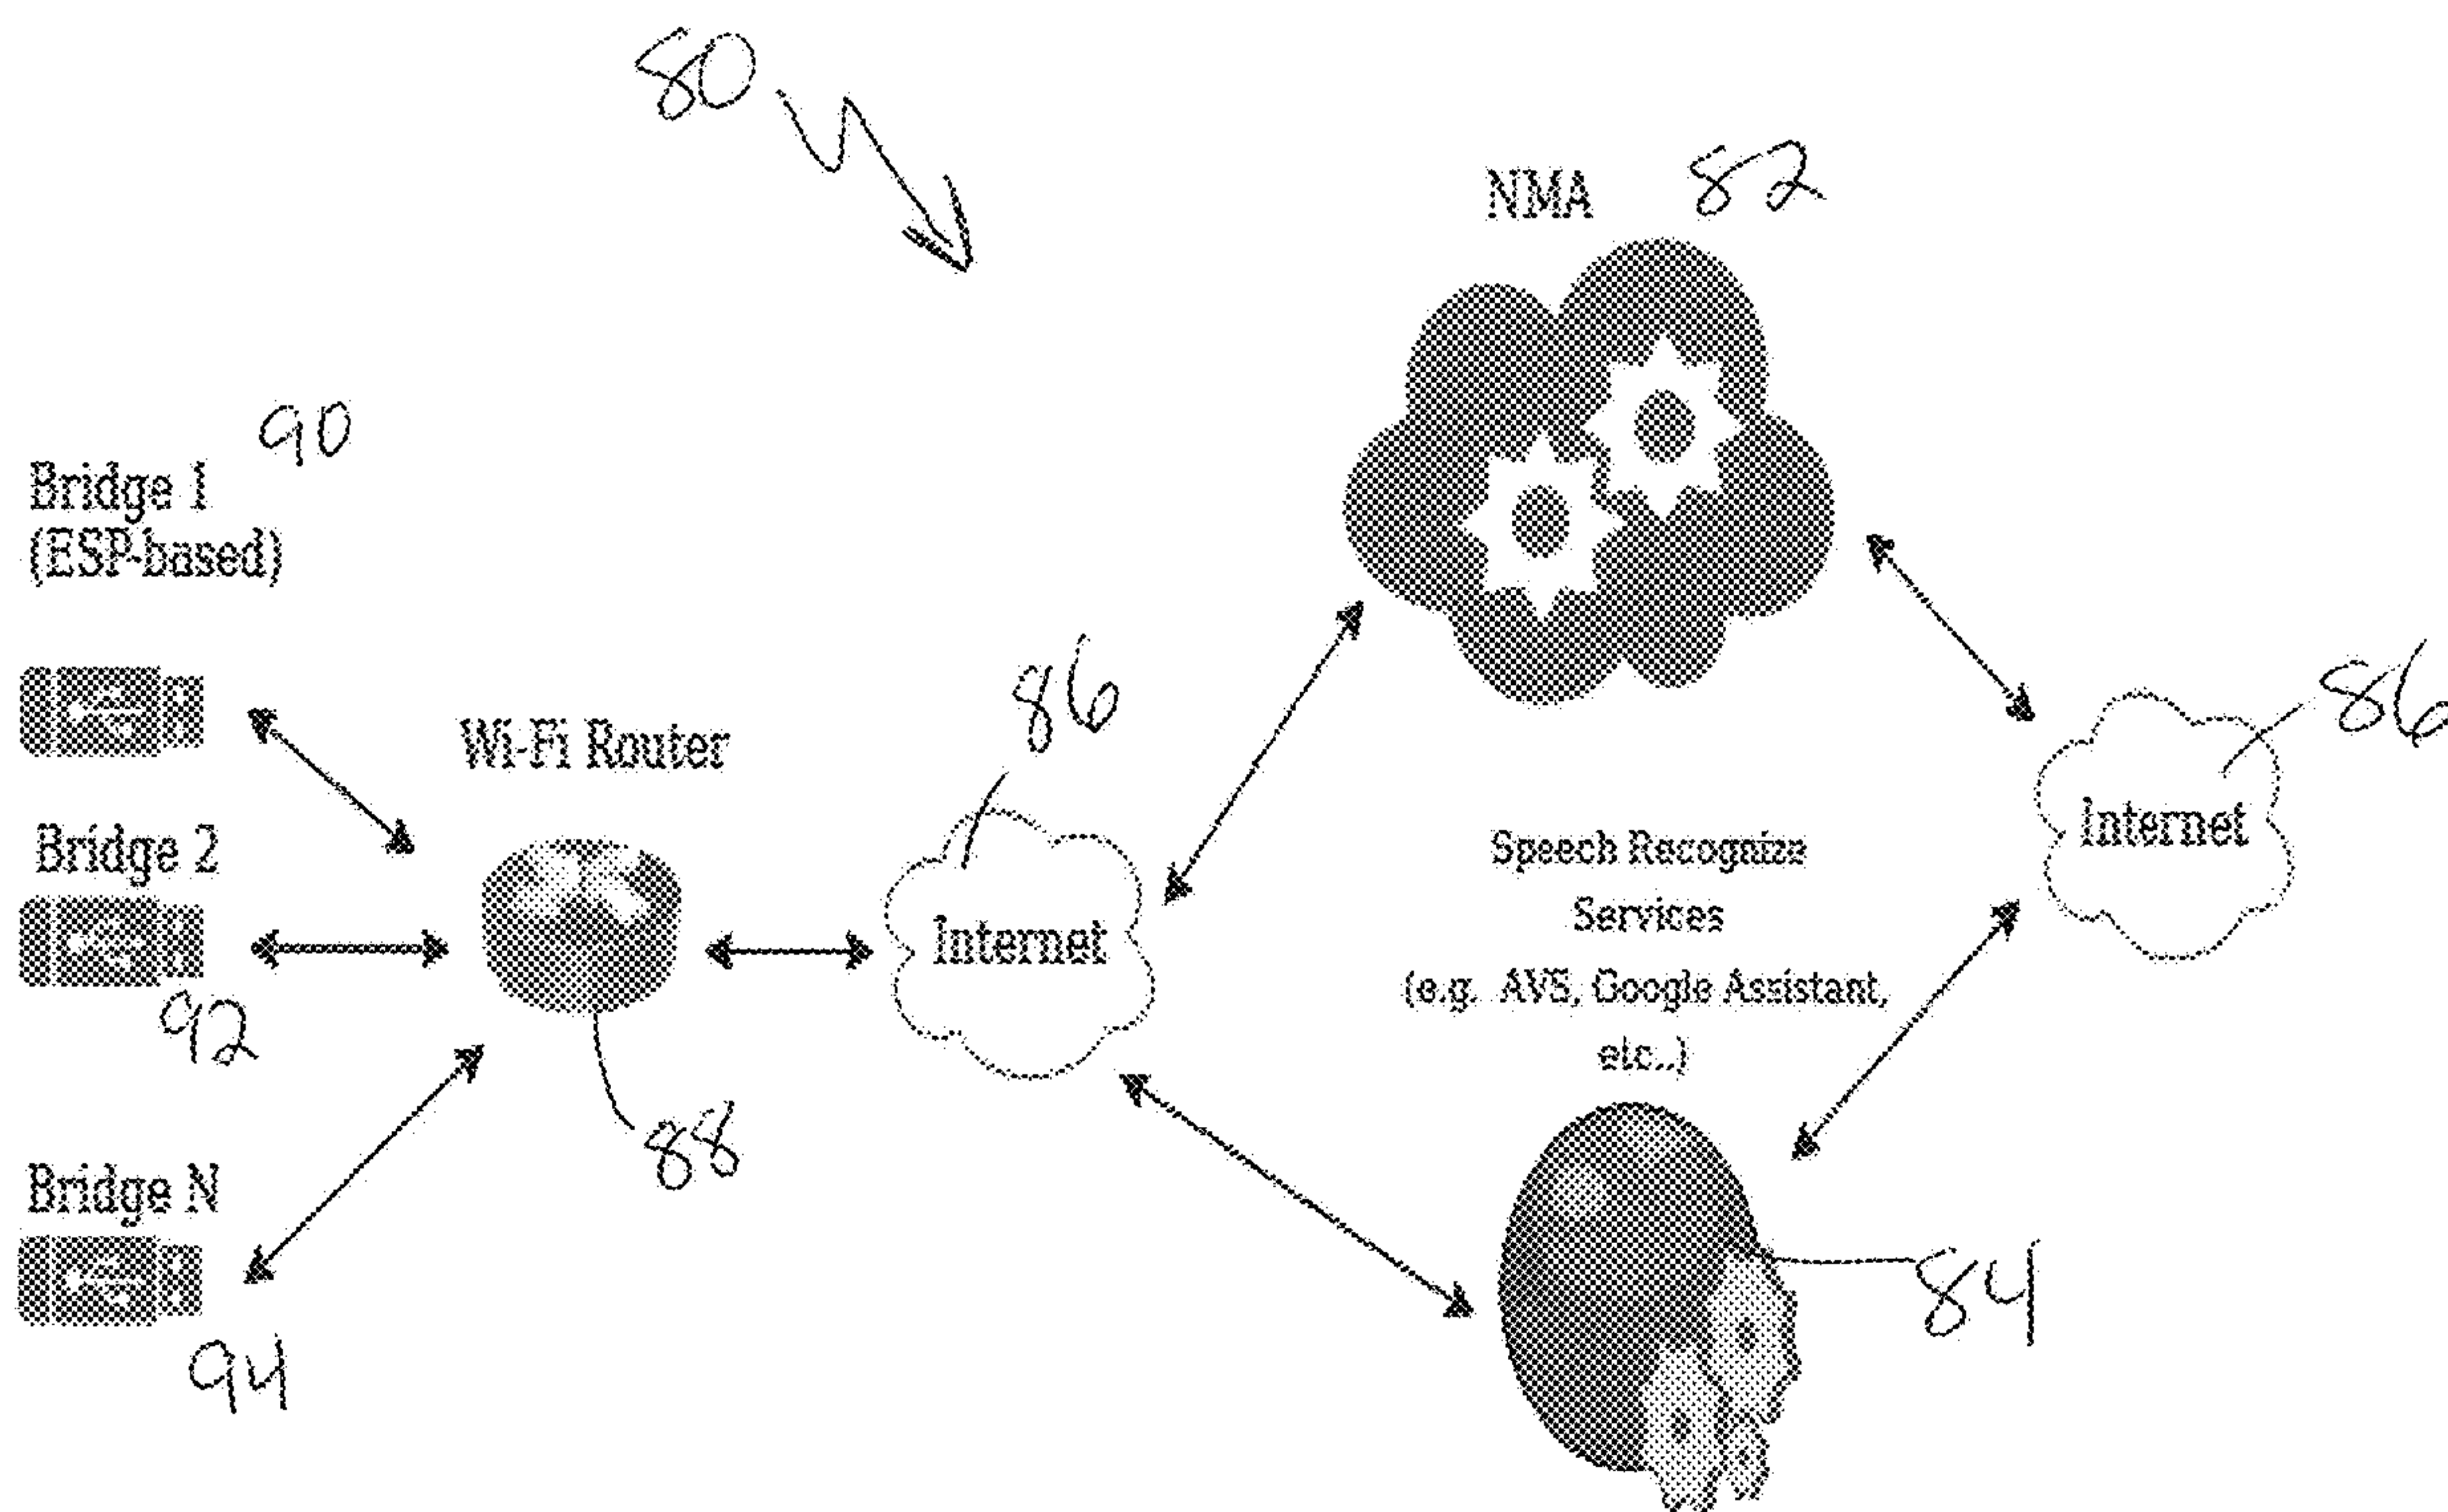 80
NMA 82
90
Bridge 1
(ESP-based)
86
86
Wi-Fi Router
Bridge 2
Internet
Internet
Speech Recognize
Services
(e.g. AVS, Google Assistant,
etc..)
92
88
Bridge N
84
94